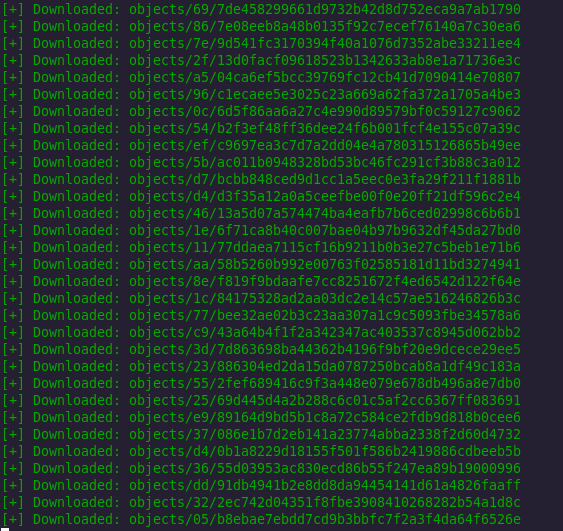 [+] Downloaded: objects/69/7de458299661d9732b42d8d752eca9a7ab1790
[+] Downloaded: objects/86/7e08eeb8a48b0135f92c7ecef76140a7c30ea6
[+] Downloaded: objects/7e/9d541fc3170394f40a1076d7352abe33211ee4
[+] Downloaded: objects/2f/13d0facf09618523b1342633ab8e1a71736e3c
[+] Downloaded: objects/a5/04ca6ef5bcc39769fc12cb41d7090414e70807
[+] Downloaded: objects/96/c1ecaee5e3025c23a669a62fa372a1705a4be3
[+] Downloaded: objects/0c/6d5f86aa6a27c4e990d89579bf0c59127c9062
[+] Downloaded: objects/54/b2f3ef48ff36dee24f6b001fcf4e155c07a39c
[+] Downloaded: objects/ef/c9697ea3c7d7a2dd04e4a780315126865b49ee
[+] Downloaded: objects/5b/ac011b0948328bd53bc46fc291cf3b88c3a012
[+] Downloaded: objects/d7/bcbb848ced9d1cc1a5eec0e3fa29f211f1881b
[+] Downloaded: objects/d4/d3f35a12a0a5ceefbe00f0e20ff21df596c2e4
[+] Downloaded: objects/46/13a5d07a574474ba4eafb7b6ced02998c6b6b1
[+] Downloaded: objects/1e/6f71ca8b40c007bae04b97b9632df45da27bd0
[+] Downloaded: objects/11/77ddaea7115cf16b9211b0b3e27c5beb1e71b6
[+] Downloaded: objects/aa/58b5260b992e00763f02585181d11bd3274941
[+] Downloaded: objects/8e/f819f9bdaafe7cc8251672f4ed6542d122f64e
[+] Downloaded: objects/1c/84175328ad2aa03dc2e14c57ae516246826b3c
[+] Downloaded: objects/77/bee32ae02b3c23aa307a1c9c5093fbe34578a6
[+] Downloaded: objects/c9/43a64b4f1f2a342347ac403537c8945d062bb2
[+] Downloaded: objects/3d/7d863698ba44362b4196f9bf20e9dcece29ee5
[+] Downloaded: objects/23/886304ed2da15da0787250bcab8a1df49c183a
[+] Downloaded: objects/55/2fef689416c9f3a448e079e678db496a8e7db0
[+] Downloaded: objects/25/69d445d4a2b288c6c01c5af2cc6367ff083691
[+] Downloaded: objects/e9/89164d9bd5b1c8a72c584ce2fdb9d818b0cee6
[+] Downloaded: objects/37/086e1b7d2eb141a23774abba2338f2d60d4732
[+] Downloaded: objects/d4/0b1a8229d18155f501f586b2419886cdbeeb5b
[+] Downloaded: objects/36/55d03953ac830ecd86b55f247ea89b19000996
[+] Downloaded: objects/dd/91db4941b2e8dd8da94454141d61a4826faaff
[+] Downloaded: objects/32/2ec742d04351f8fbe3908410268282b54a1d8c
[+] Downloaded: objects/05/b8ebae7ebdd7cd9b3bbfc7f2a3f4da64f6526e